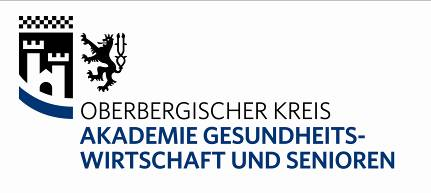 OBERBERGISCHER KREIS
AKADEMIE GESUNDHEITS-
WIRTSCHAFT UND SENIOREN